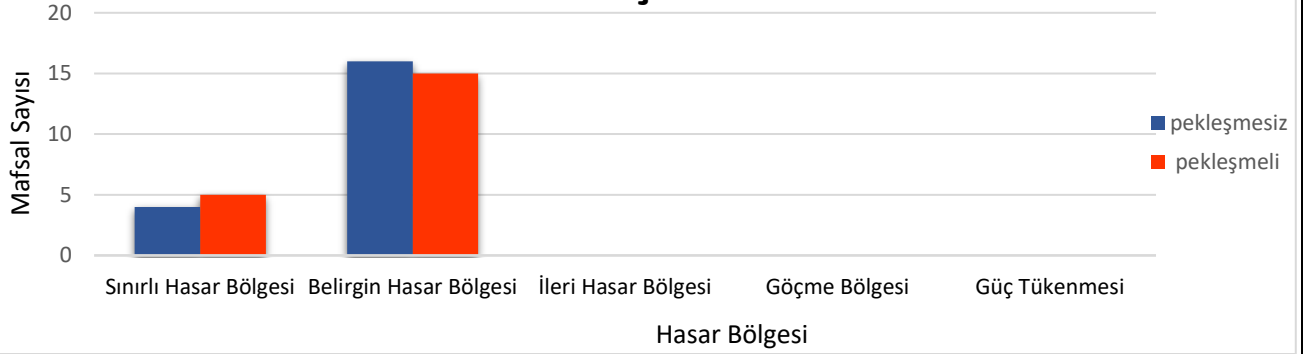 20
15
10
5
0
Mafsal Sayısı
Sınırlı Hasar Bölgesi Belirgin Hasar Bölgesi İleri Hasar Bölgesi Göçme Bölgesi Güç Tükenmesi
Hasar Bölgesi
pekleşmesiz
pekleşmeli